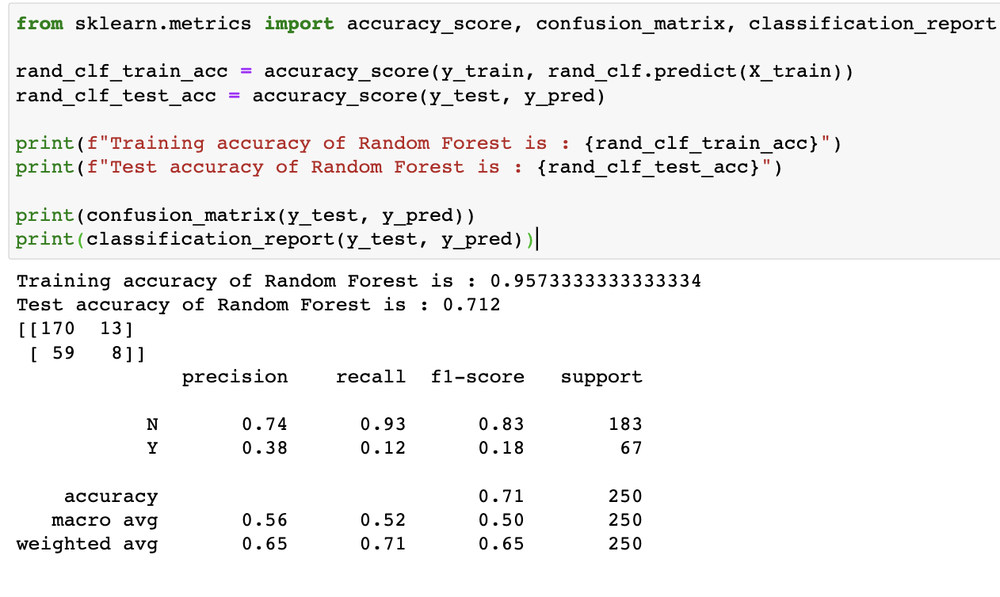 from sklearn.metrics import accuracy_score, confusion_matrix, classification_report
rand_clf_train_acc = accuracy_score(y_train, rand_clf.predict(X_train))
rand_clf_test_acc = accuracy_score(y_test, y_pred)
print(f"Training accuracy of Random Forest is : {rand_clf_train_acc}")
print(f"Test accuracy of Random Forest is : {rand_clf_test_acc}")
print(confusion_matrix(y_test, y_pred))
print(classification_report(y_test, y_pred))
Training accuracy of Random Forest is : 0.9573333333333334
Test accuracy of Random Forest is : 0.712
[[170  13]
 [ 59   8]]
              precision    recall  f1-score   support
           N       0.74      0.93      0.83       183
           Y       0.38      0.12      0.18        67
    accuracy                           0.71       250
   macro avg       0.56      0.52      0.50       250
weighted avg       0.65      0.71      0.65       250